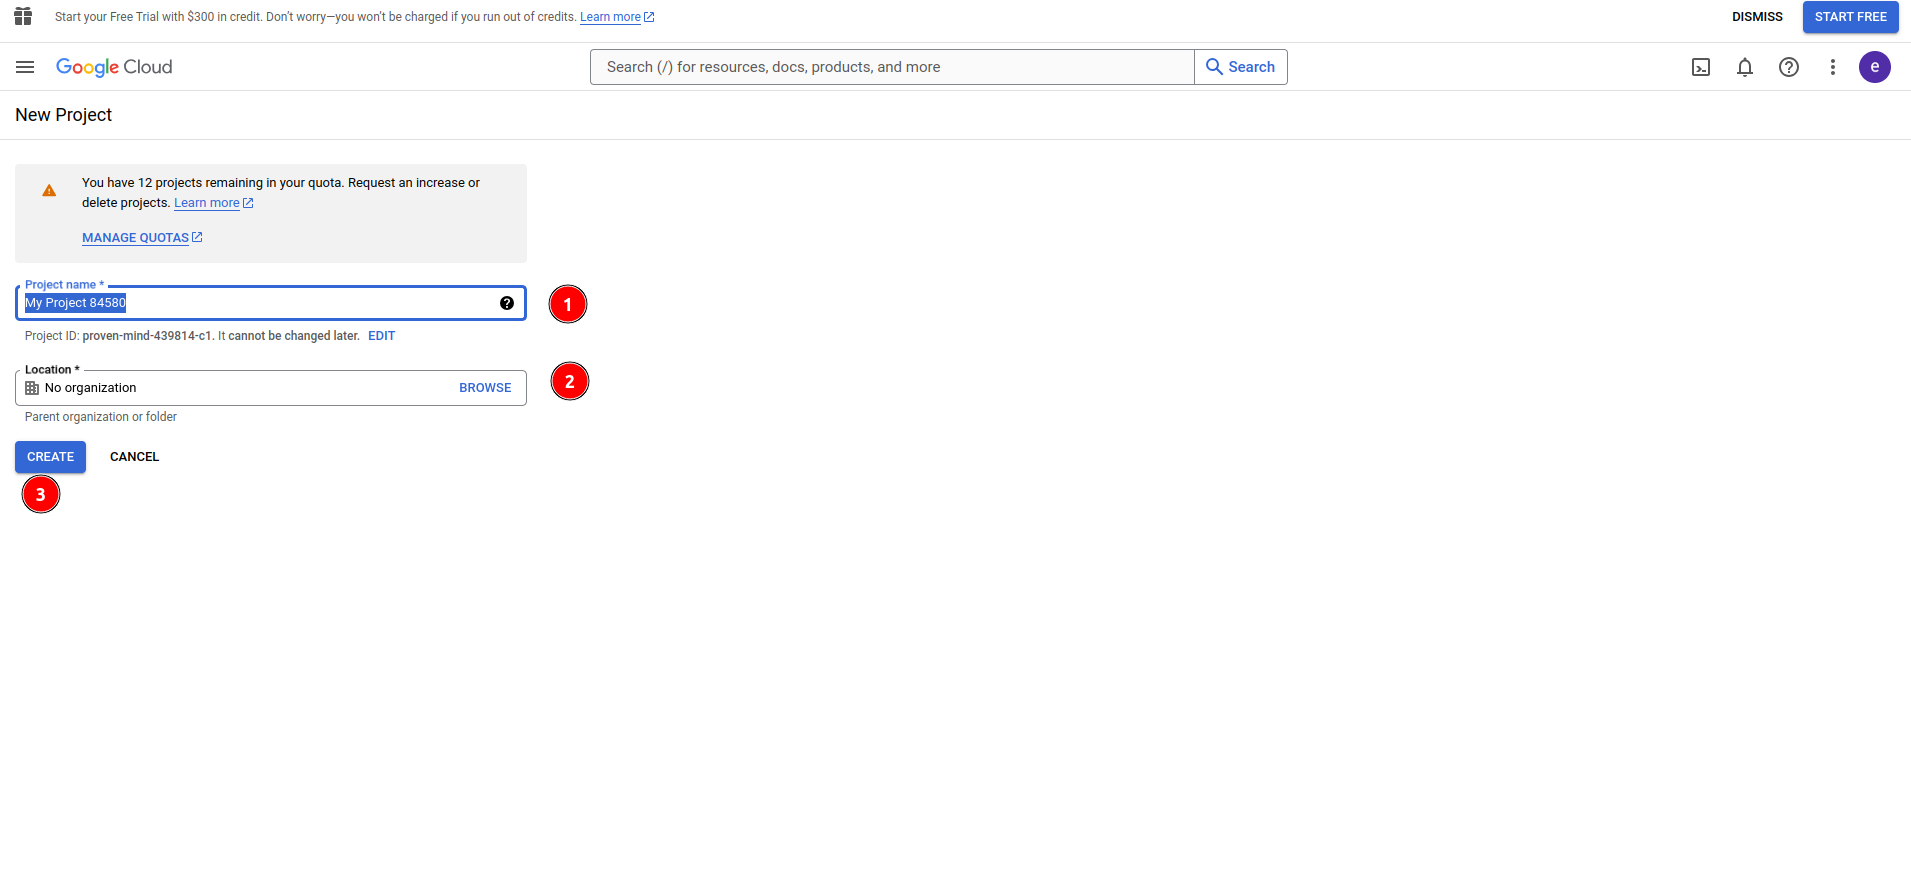 Start your Free Trial with $300 in credit. Don't worry—you won't be charged if you run out of credits. Learn more
DISMISS
START FREE
Google Cloud
Search (/) for resources, docs, products, and more
Search
e
New Project
You have 12 projects remaining in your quota. Request an increase or
delete projects. Learn more
MANAGE QUOTAS
Project name *
My Project 84580
1
Project ID: proven-mind-439814-c1. It cannot be changed later. EDIT
Location *
No organization
BROWSE
2
Parent organization or folder
CREATE
CANCEL
3